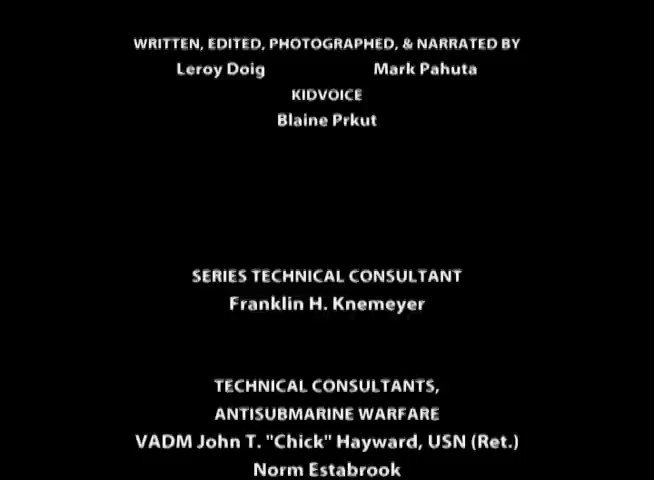 WRITTEN, EDITED, PHOTOGRAPHED, & NARRATED BY
Leroy Doig Mark Pahuta
KIDVOICE
Blaine Prkut
SERIES TECHNICAL CONSULTANT
Franklin H. Knemeyer
TECHNICAL CONSULTANTS,
ANTISUBMARINE WARFARE
VADM John T. "Chick" Hayward, USN (Ret.)
Norm Estabrook